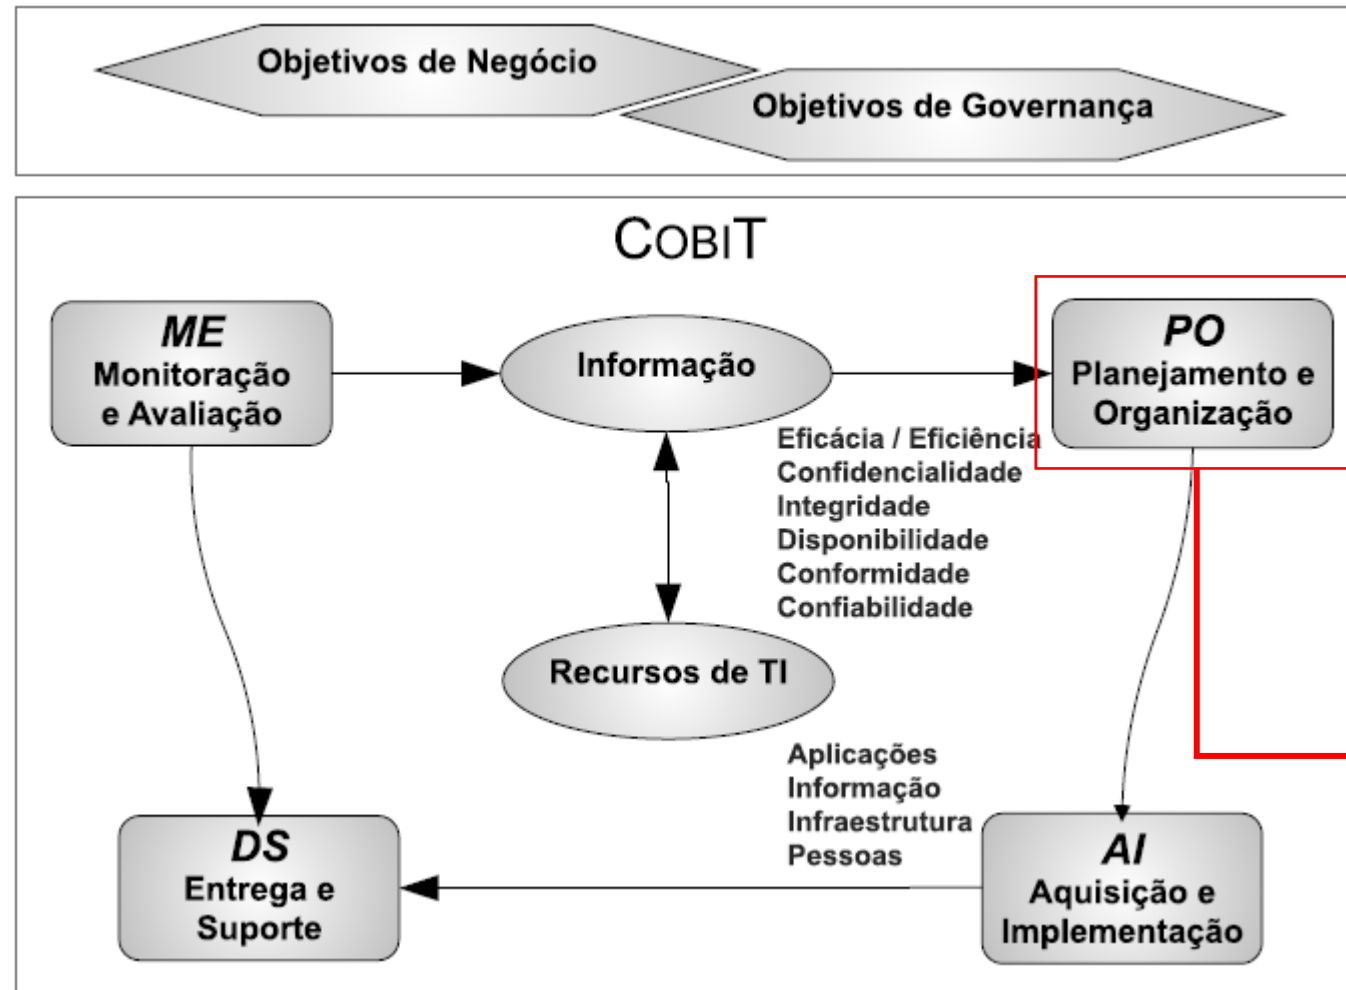 Objetivos de Negócio
Objetivos de Governança
COBIT
ME
Monitoração
e Avaliação
Informação
PO
Planejamento e
Organização
Eficácia / Eficiência
Confidencialidade
Integridade
Disponibilidade
Conformidade
Confiabilidade
Recursos de TI
Aplicações
Informação
Infraestrutura
Pessoas
DS
Entrega e
Suporte
AI
Aquisição e
Implementação